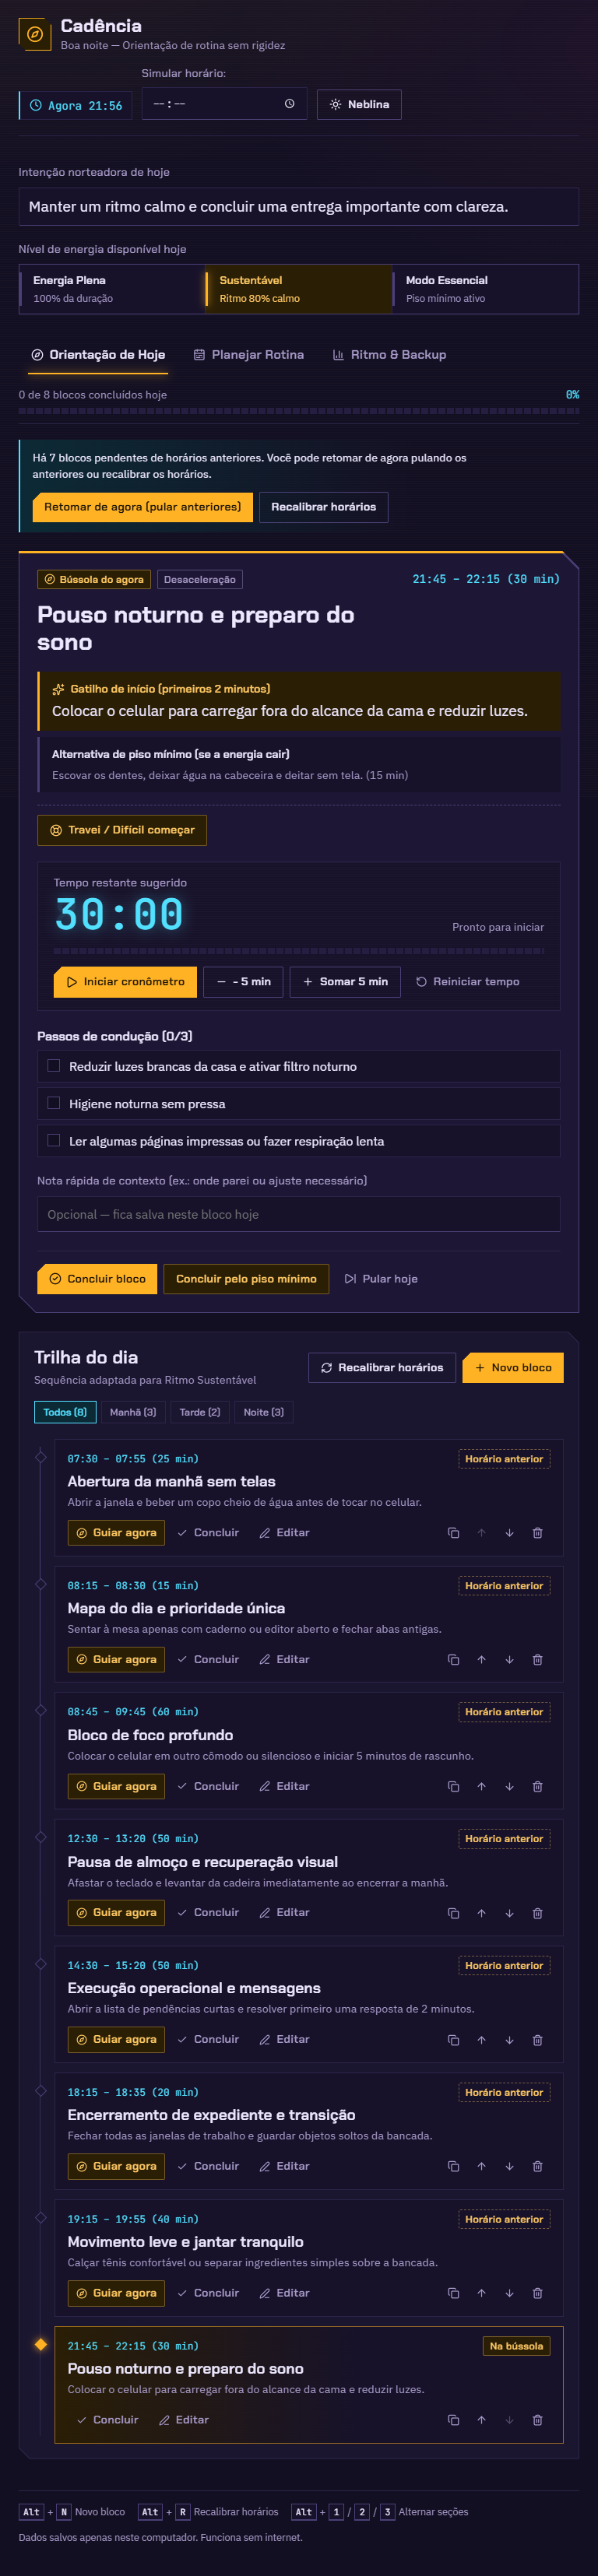 Cadência
Boa noite — Orientação de rotina sem rigidez
Simular horário:
Agora 21:56
--:--
Neblina
Intenção norteadora de hoje
Manter um ritmo calmo e concluir uma entrega importante com clareza.
Nível de energia disponível hoje
Energia Plena
100% da duração
Sustentável
Ritmo 80% calmo
Modo Essencial
Piso mínimo ativo
Orientação de Hoje
Planejar Rotina
Ritmo & Backup
0 de 8 blocos concluídos hoje
0%
Há 7 blocos pendentes de horários anteriores. Você pode retomar de agora pulando os
anteriores ou recalibrar os horários.
Retomar de agora (pular anteriores)
Recalibrar horários
Bússola do agora
Desaceleração
21:45 – 22:15 (30 min)
Pouso noturno e preparo do
sono
Gatilho de início (primeiros 2 minutos)
Colocar o celular para carregar fora do alcance da cama e reduzir luzes.
Alternativa de piso mínimo (se a energia cair)
Escovar os dentes, deixar água na cabeceira e deitar sem tela. (15 min)
Travei / Difícil começar
Tempo restante sugerido
30:00
Pronto para iniciar
Iniciar cronômetro
- 5 min
Somar 5 min
Reiniciar tempo
Passos de condução (0/3)
Reduzir luzes brancas da casa e ativar filtro noturno
Higiene noturna sem pressa
Ler algumas páginas impressas ou fazer respiração lenta
Nota rápida de contexto (ex.: onde parei ou ajuste necessário)
Opcional — fica salva neste bloco hoje
Concluir bloco
Concluir pelo piso mínimo
Pular hoje
Trilha do dia
Sequência adaptada para Ritmo Sustentável
Recalibrar horários
Novo bloco
Todos (8)
Manhã (3)
Tarde (2)
Noite (3)
07:30 – 07:55 (25 min)
Horário anterior
Abertura da manhã sem telas
Abrir a janela e beber um copo cheio de água antes de tocar no celular.
Guiar agora
Concluir
Editar
08:15 – 08:30 (15 min)
Horário anterior
Mapa do dia e prioridade única
Sentar à mesa apenas com caderno ou editor aberto e fechar abas antigas.
Guiar agora
Concluir
Editar
08:45 – 09:45 (60 min)
Horário anterior
Bloco de foco profundo
Colocar o celular em outro cômodo ou silencioso e iniciar 5 minutos de rascunho.
Guiar agora
Concluir
Editar
12:30 – 13:20 (50 min)
Horário anterior
Pausa de almoço e recuperação visual
Afastar o teclado e levantar da cadeira imediatamente ao encerrar a manhã.
Guiar agora
Concluir
Editar
14:30 – 15:20 (50 min)
Horário anterior
Execução operacional e mensagens
Abrir a lista de pendências curtas e resolver primeiro uma resposta de 2 minutos.
Guiar agora
Concluir
Editar
18:15 – 18:35 (20 min)
Horário anterior
Encerramento de expediente e transição
Fechar todas as janelas de trabalho e guardar objetos soltos da bancada.
Guiar agora
Concluir
Editar
19:15 – 19:55 (40 min)
Horário anterior
Movimento leve e jantar tranquilo
Calçar tênis confortável ou separar ingredientes simples sobre a bancada.
Guiar agora
Concluir
Editar
21:45 – 22:15 (30 min)
Na bússola
Pouso noturno e preparo do sono
Colocar o celular para carregar fora do alcance da cama e reduzir luzes.
Concluir
Editar
Alt + N Novo bloco
Alt + R Recalibrar horários
Alt + 1 / 2 / 3 Alternar seções
Dados salvos apenas neste computador. Funciona sem internet.